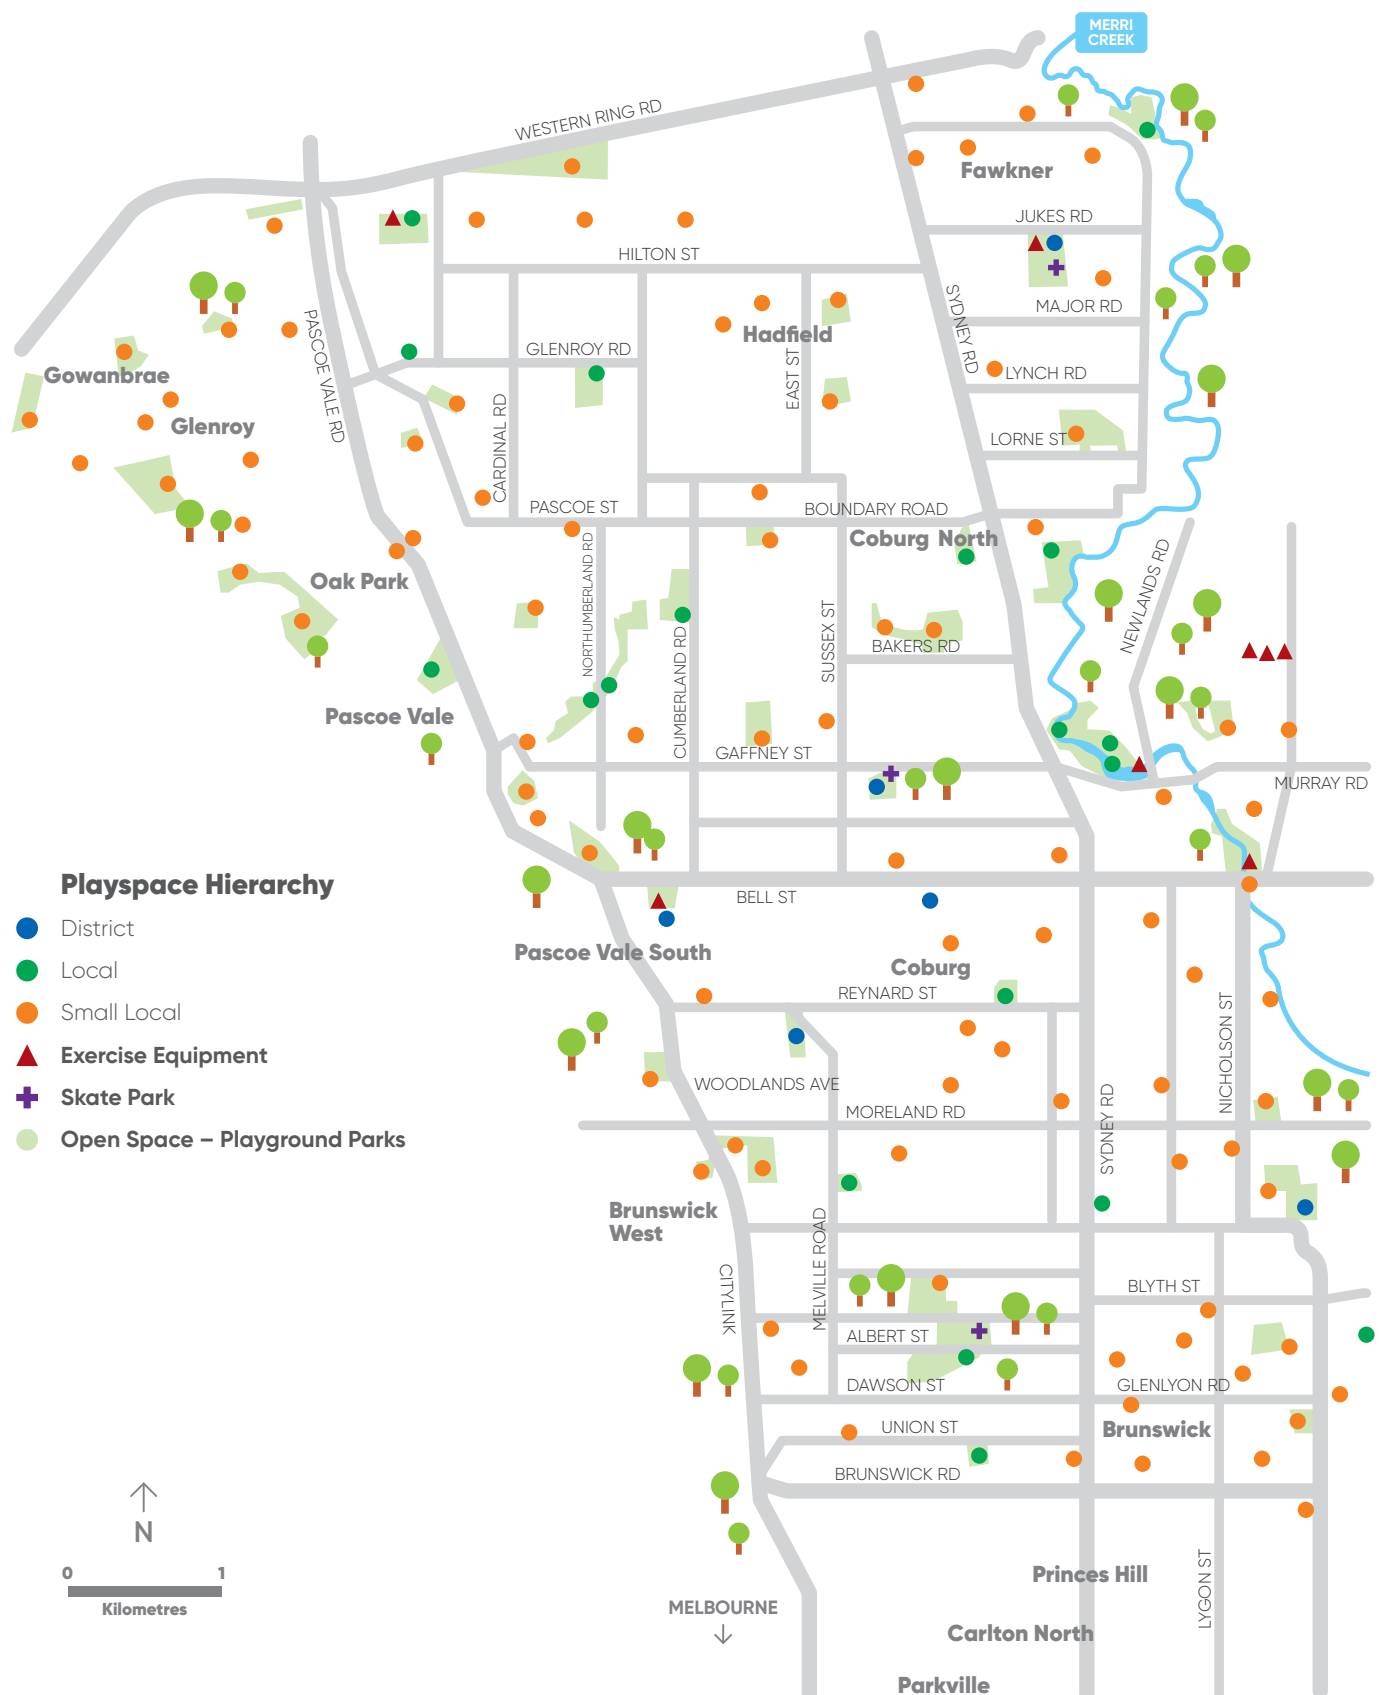 MERRI
CREEK
WESTERN RING RD
Fawkner
JUKES RD
HILTON ST
SYDNEY RD
MAJOR RD
PASCOE VALE RD
Hadfield
GLENROY RD
EAST ST
Gowanbrae
LYNCH RD
CARDINAL RD
Glenroy
LORNE ST
PASCOE ST
BOUNDARY ROAD
Coburg North
NORTHUMBERLAND RD
NEWLANDS RD
Oak Park
CUMBERLAND RD
SUSSEX ST
BAKERS RD
Pascoe Vale
GAFFNEY ST
MURRAY RD
Playspace Hierarchy
District
Local
Small Local
Exercise Equipment
Skate Park
Open Space – Playground Parks
BELL ST
Pascoe Vale South
Coburg
REYNARD ST
NICHOLSON ST
WOODLANDS AVE
MORELAND RD
SYDNEY RD
Brunswick
West
MELVILLE ROAD
CITYLINK
BLYTH ST
ALBERT ST
DAWSON ST
GLENLYON RD
UNION ST
Brunswick
BRUNSWICK RD
N
0 1
Kilometres
LYGON ST
Princes Hill
MELBOURNE
Carlton North
Parkville